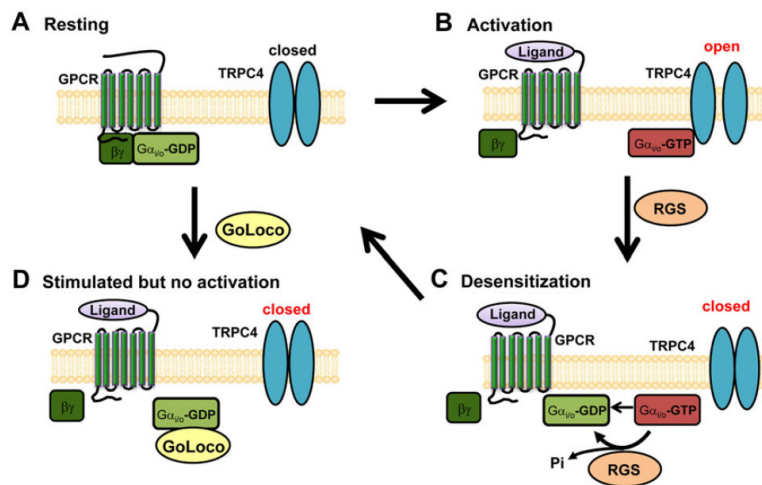 A Resting
closed
GPCR
TRPC4
βγ
Gαi/o-GDP
B Activation
Ligand
open
GPCR
TRPC4
βγ
Gαi/o-GTP
GoLoco
RGS
D Stimulated but no activation
Ligand
closed
GPCR
TRPC4
βγ
Gαi/o-GDP
GoLoco
C Desensitization
Ligand
closed
GPCR
TRPC4
βγ
Gαi/o-GDP
Gαi/o-GTP
Pi
RGS